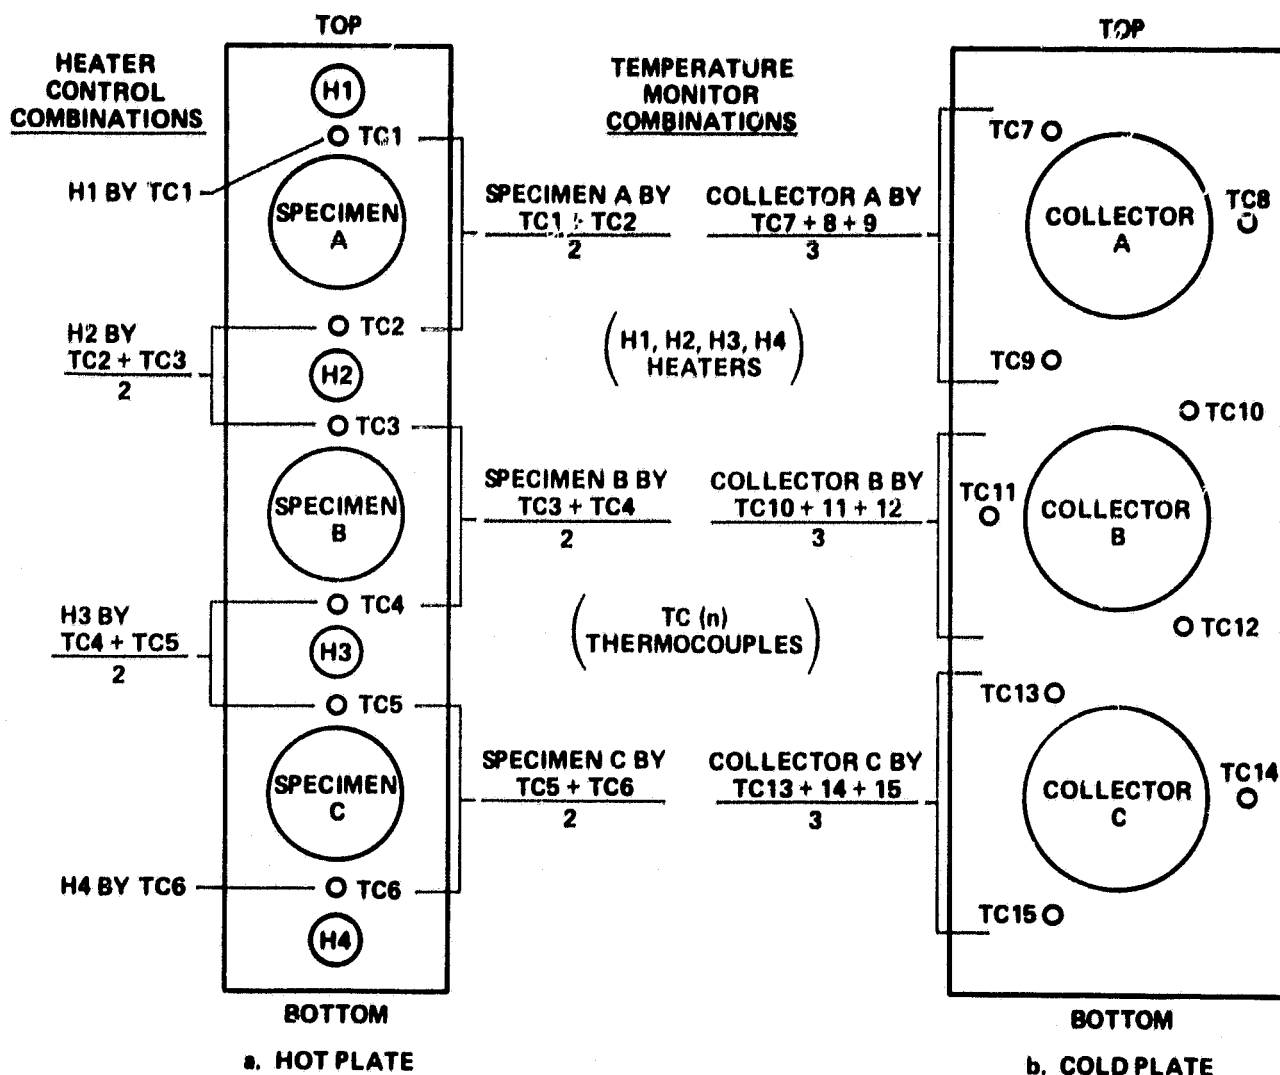 TOP
HEATER
CONTROL
COMBINATIONS
H1
TC1
H1 BY TC1
SPECIMEN
A
TC2
H2 BY
TC2 + TC3
2
H2
TC3
SPECIMEN
B
TC4
H3 BY
TC4 + TC5
2
H3
TC5
SPECIMEN
C
H4 BY TC6
TC6
H4
BOTTOM
a. HOT PLATE
TEMPERATURE
MONITOR
COMBINATIONS
SPECIMEN A BY
TC1 + TC2
2
COLLECTOR A BY
TC7 + 8 + 9
3
H1, H2, H3, H4
HEATERS
SPECIMEN B BY
TC3 + TC4
2
COLLECTOR B BY
TC10 + 11 + 12
3
TC (n)
THERMOCOUPLES
SPECIMEN C BY
TC5 + TC6
2
COLLECTOR C BY
TC13 + 14 + 15
3
TOP
TC7
TC8
COLLECTOR
A
TC9
TC10
TC11
COLLECTOR
B
TC12
TC13
TC14
COLLECTOR
C
TC15
BOTTOM
b. COLD PLATE